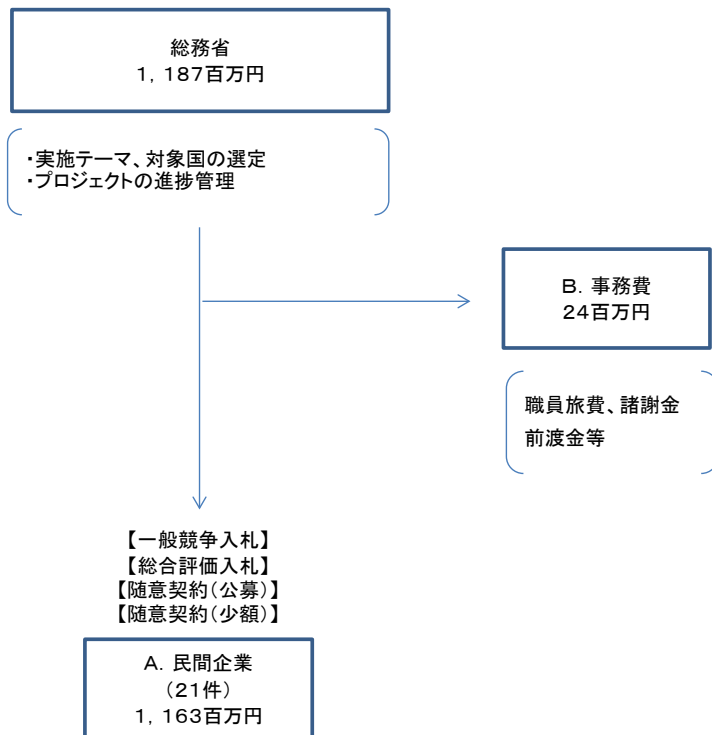 総務省
1,187百万円
・実施テーマ、対象国の選定
・プロジェクトの進捗管理
B．事務費
24百万円
職員旅費、諸謝金
前渡金等
【一般競争入札】
【総合評価入札】
【随意契約（公募）】
【随意契約（少額）】
A．民間企業
（21件）
1,163百万円